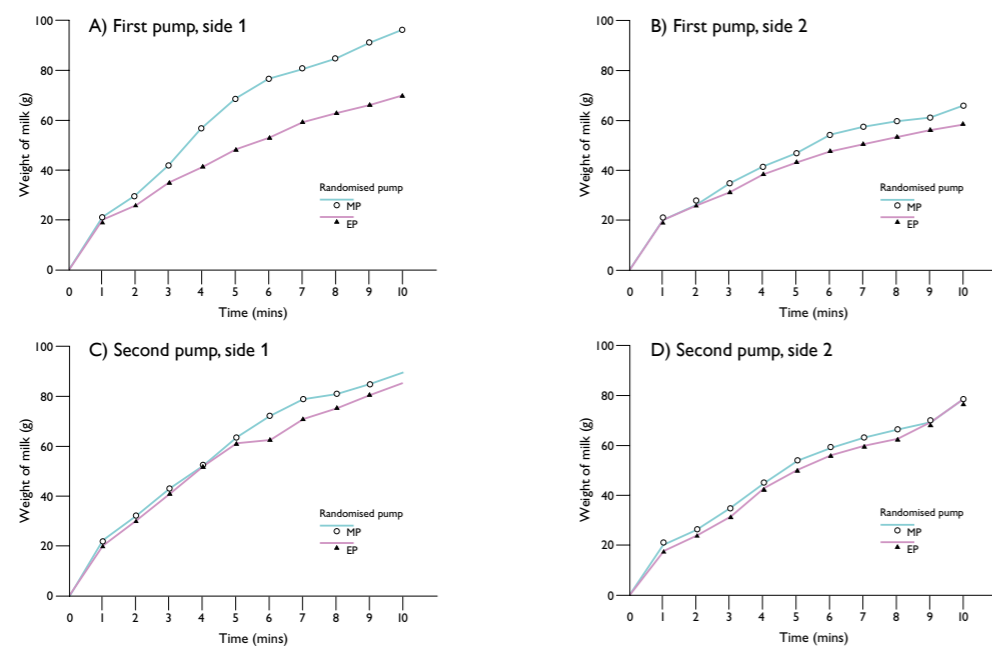 A) First pump, side 1
Weight of milk (g)
100
80
60
40
20
0
0 1 2 3 4 5 6 7 8 9 10
Time (mins)
Randomised pump
MP
EP
B) First pump, side 2
Weight of milk (g)
100
80
60
40
20
0
0 1 2 3 4 5 6 7 8 9 10
Time (mins)
Randomised pump
MP
EP
C) Second pump, side 1
Weight of milk (g)
100
80
60
40
20
0
0 1 2 3 4 5 6 7 8 9 10
Time (mins)
Randomised pump
MP
EP
D) Second pump, side 2
Weight of milk (g)
100
80
60
40
20
0
0 1 2 3 4 5 6 7 8 9 10
Time (mins)
Randomised pump
MP
EP